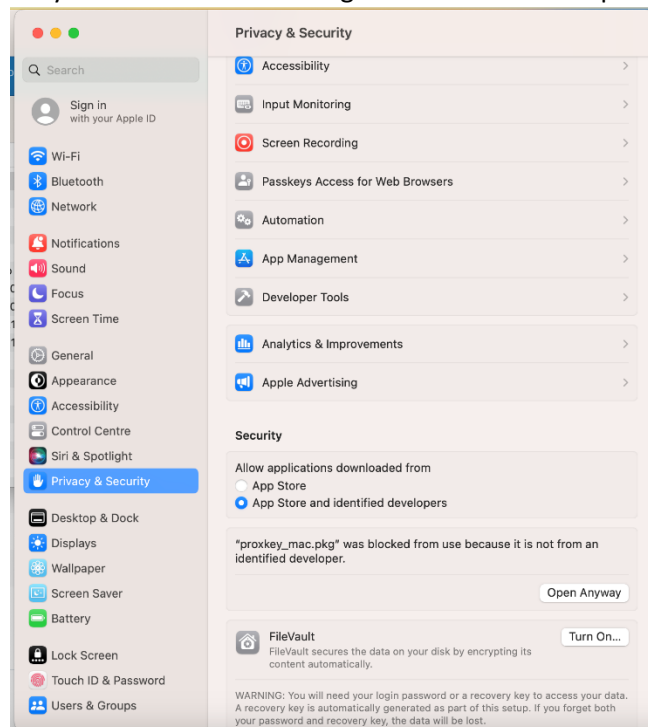 Privacy & Security
Search
Sign in
with your Apple ID
Wi-Fi
Bluetooth
Network
Notifications
Sound
Focus
Screen Time
General
Appearance
Accessibility
Control Centre
Siri & Spotlight
Privacy & Security
Desktop & Dock
Displays
Wallpaper
Screen Saver
Battery
Lock Screen
Touch ID & Password
Users & Groups
Accessibility
Input Monitoring
Screen Recording
Passkeys Access for Web Browsers
Automation
App Management
Developer Tools
Analytics & Improvements
Apple Advertising
Security
Allow applications downloaded from
App Store
App Store and identified developers
“proxkey_mac.pkg” was blocked from use because it is not from an
identified developer.
Open Anyway
FileVault
Turn On...
FileVault secures the data on your disk by encrypting its
content automatically.
WARNING: You will need your login password or a recovery key to access your data.
A recovery key is automatically generated as part of this setup. If you forget both
your password and recovery key, the data will be lost.